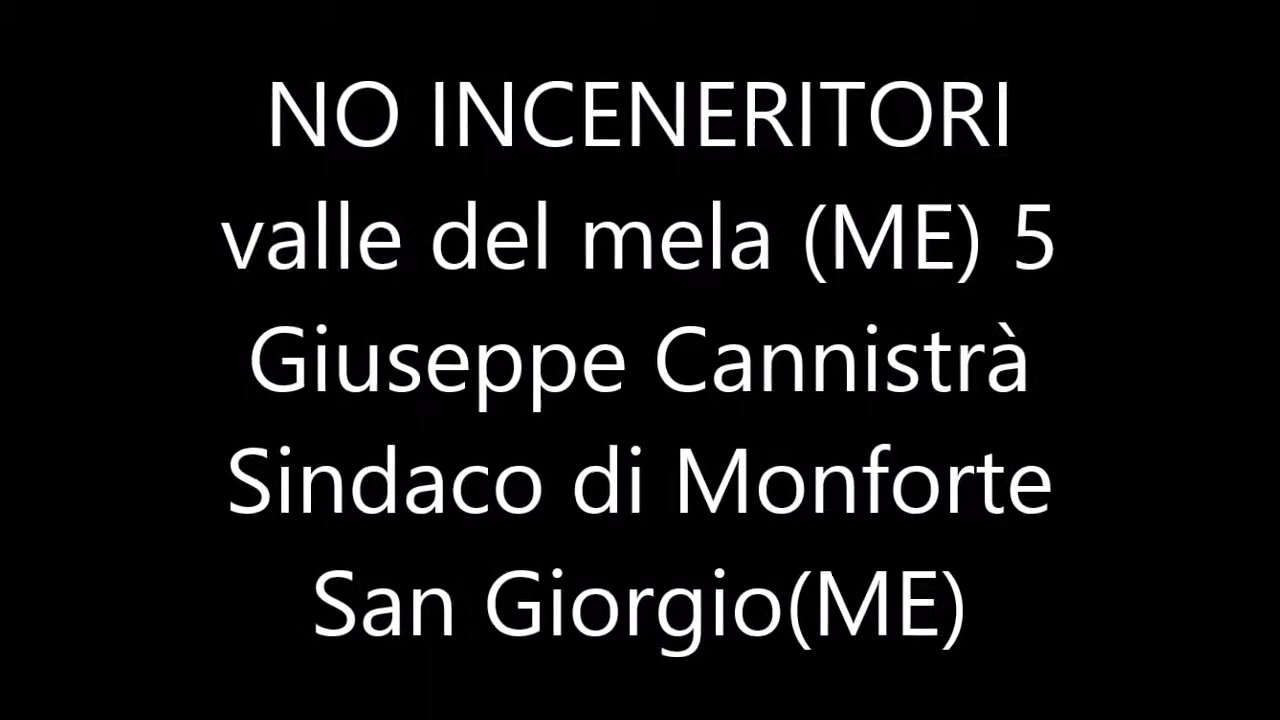 NO INCENERITORI
valle del mela (ME) 5
Giuseppe Cannistrà
Sindaco di Monforte
San Giorgio(ME)